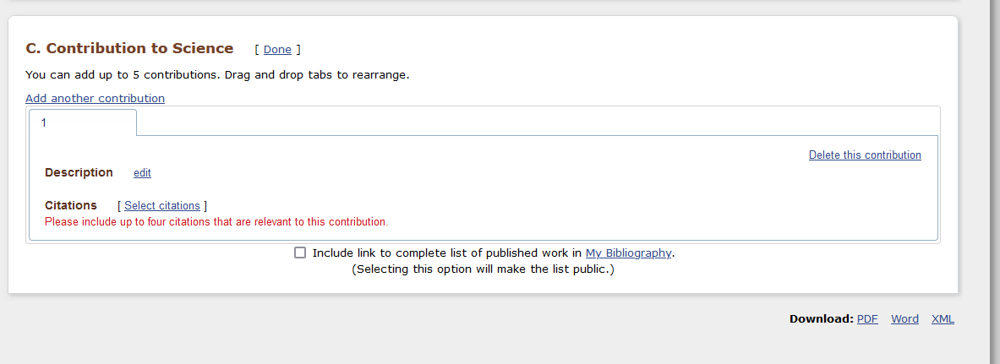 C. Contribution to Science [ Done ]
You can add up to 5 contributions. Drag and drop tabs to rearrange.
Add another contribution
1
Delete this contribution
Description edit
Citations [ Select citations ]
Please include up to four citations that are relevant to this contribution.
Include link to complete list of published work in My Bibliography.
(Selecting this option will make the list public.)
Download: PDF Word XML